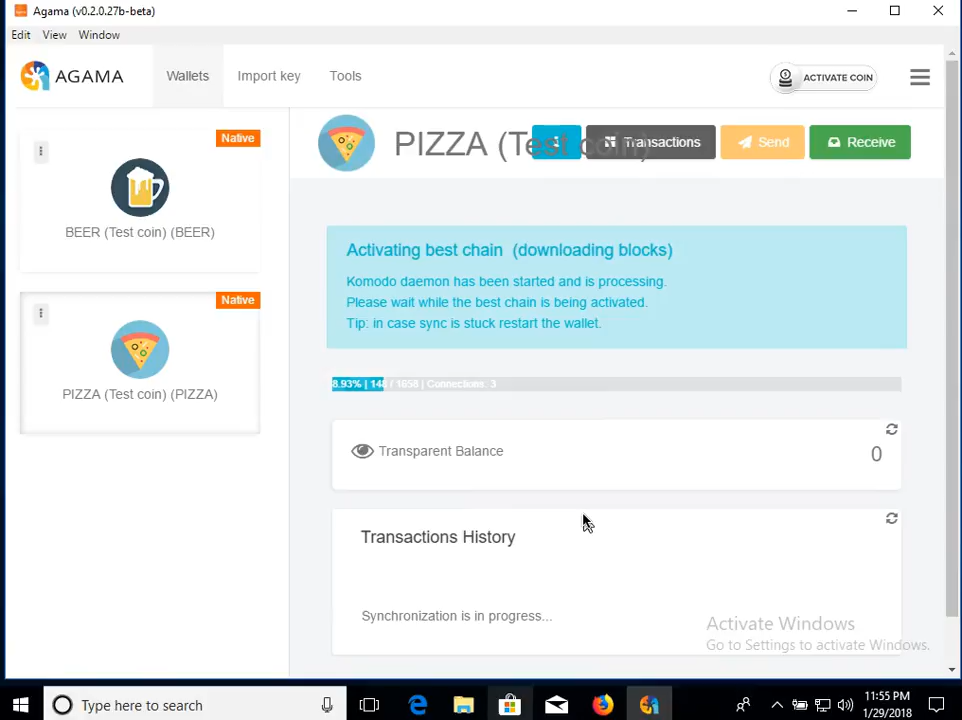 Agama (v0.2.0.27b-beta)
Edit View Window
AGAMA Wallets Import key Tools ACTIVATE COIN
Native
BEER (Test coin) (BEER)
Native
PIZZA (Test coin) (PIZZA)
PIZZA (Test coin) Transactions Send Receive
Activating best chain (downloading blocks)
Komodo daemon has been started and is processing.
Please wait while the best chain is being activated.
Tip: in case sync is stuck restart the wallet.
8.93% | 148 / 1658 | Connections: 3
Transparent Balance 0
Transactions History
Synchronization is in progress...
Activate Windows
Go to Settings to activate Windows.
Type here to search
11:55 PM
1/29/2018